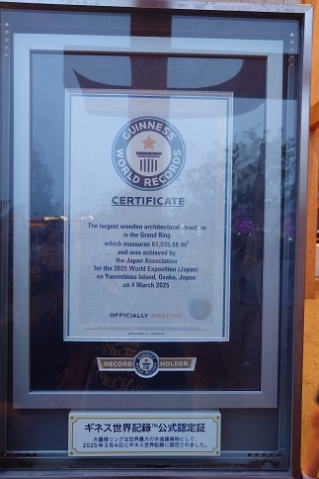 GUINNESS
WORLD RECORDS
CERTIFICATE
The largest wooden architectural structure
is the Grand Ring
which measures 61,035.55 m²
and was achieved by
the Japan Association
for the 2025 World Exposition (Japan)
on Yumeshima Island, Osaka, Japan
on 4 March 2025
OFFICIALLY AMAZING
RECORD HOLDER
ギネス世界記録™公式認定証
大屋根リングは世界最大の木造建築物として、
2025年3月4日にギネス世界記録に認定されました。